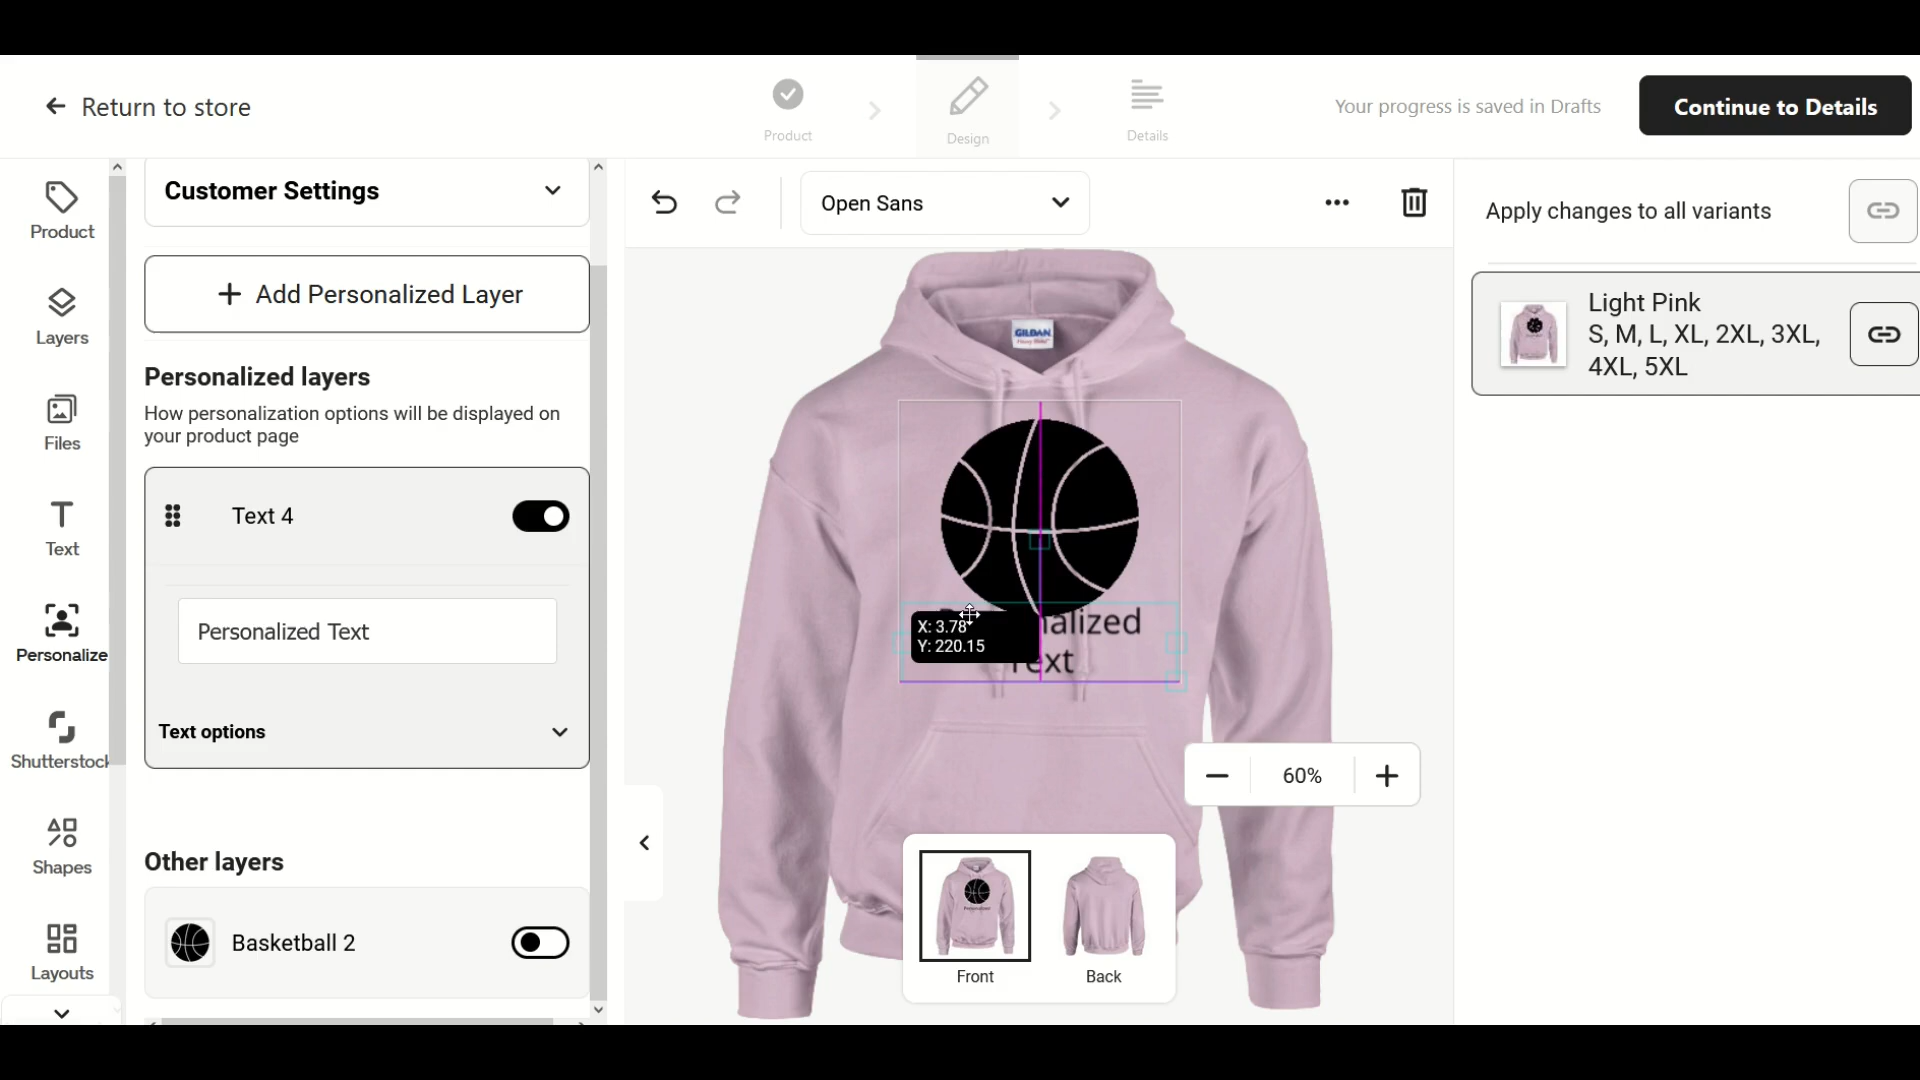 Return to store
Product
Design
Details
Your progress is saved in Drafts
Continue to Details
Product
Layers
Files
Text
Personalize
Shutterstock
Shapes
Layouts
Customer Settings
+ Add Personalized Layer
Personalized layers
How personalization options will be displayed on
your product page
Text 4
Personalized Text
Text options
Other layers
Basketball 2
Open Sans
GILDAN
X: 3.78
Y: 220.15
nalized
Text
60%
Front
Back
Apply changes to all variants
Light Pink
S, M, L, XL, 2XL, 3XL,
4XL, 5XL